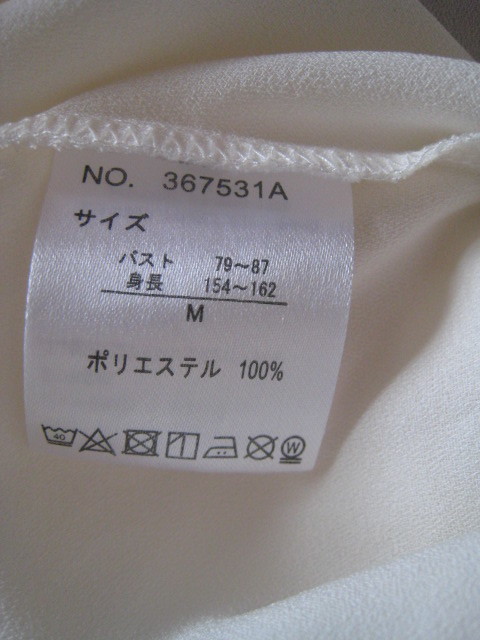 NO. 367531A
サイズ
バスト 79～87
身長 154～162
M
ポリエステル 100%
40
W